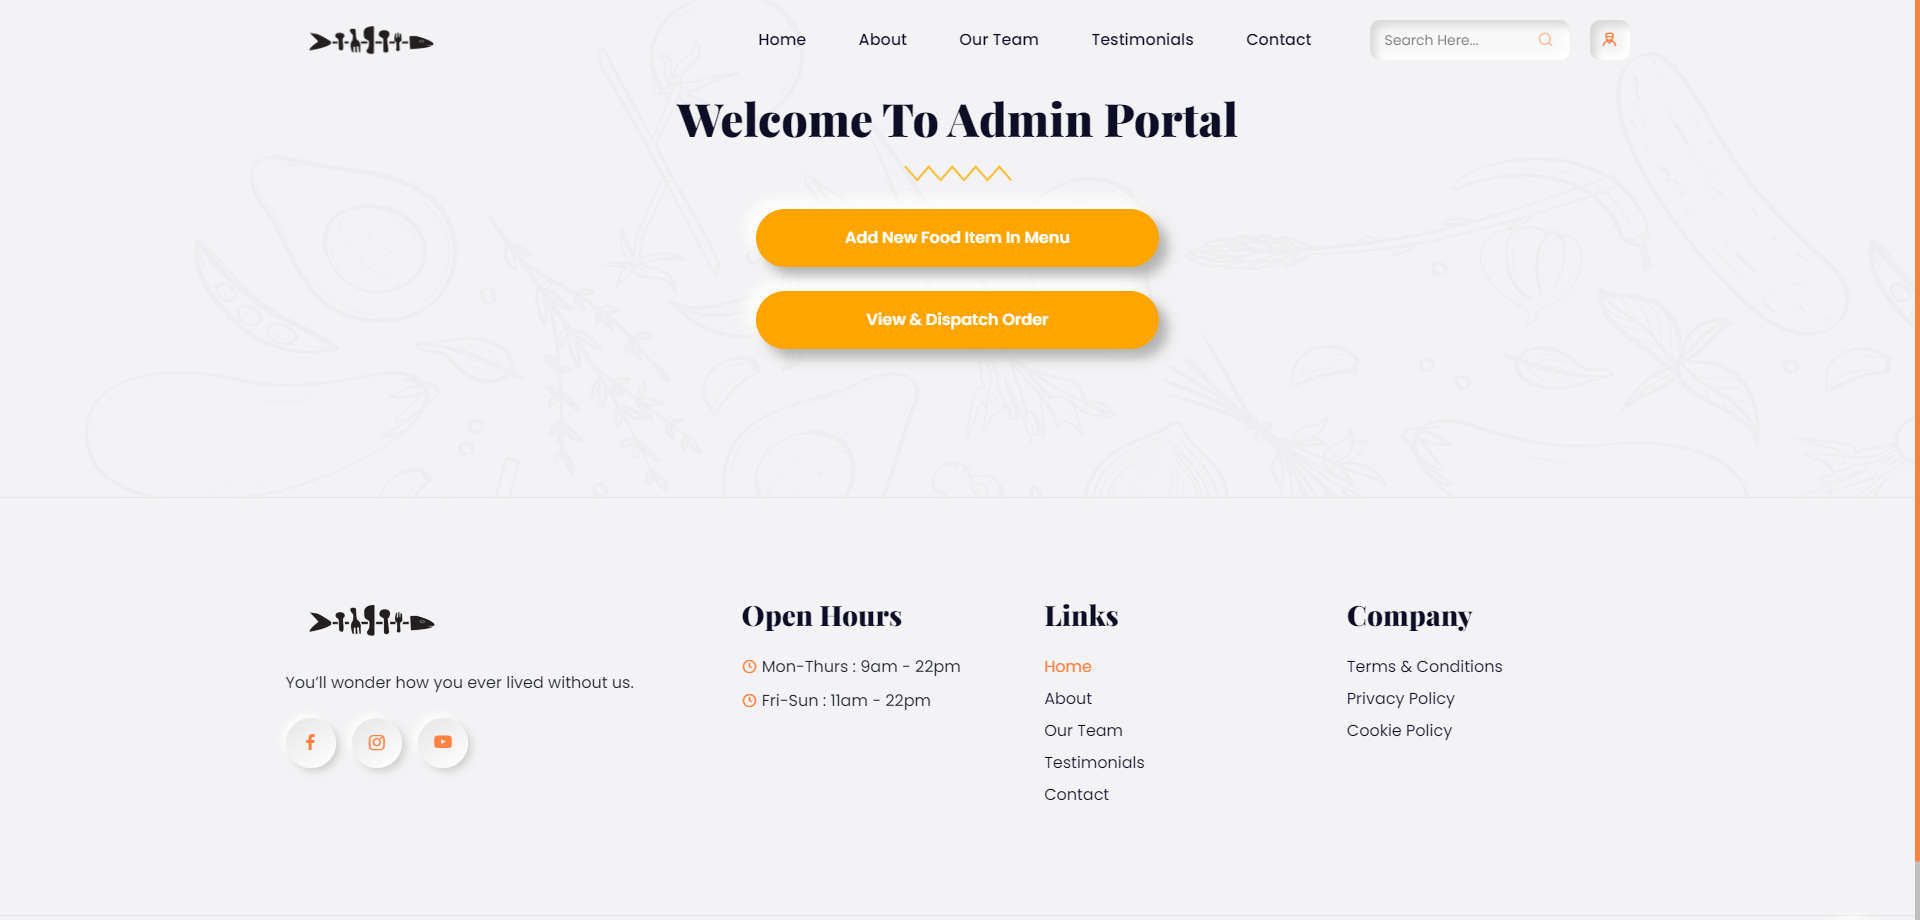 Home About Our Team Testimonials Contact Search Here...
Welcome To Admin Portal
Add New Food Item In Menu
View & Dispatch Order
You’ll wonder how you ever lived without us.
Open Hours
Mon-Thurs : 9am - 22pm
Fri-Sun : 11am - 22pm
Links
Home
About
Our Team
Testimonials
Contact
Company
Terms & Conditions
Privacy Policy
Cookie Policy